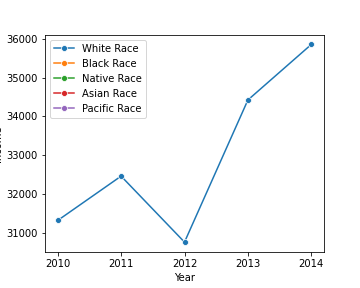 36000
35000
34000
33000
32000
31000
White Race
Black Race
Native Race
Asian Race
Pacific Race
2010 2011 2012 2013 2014
Year